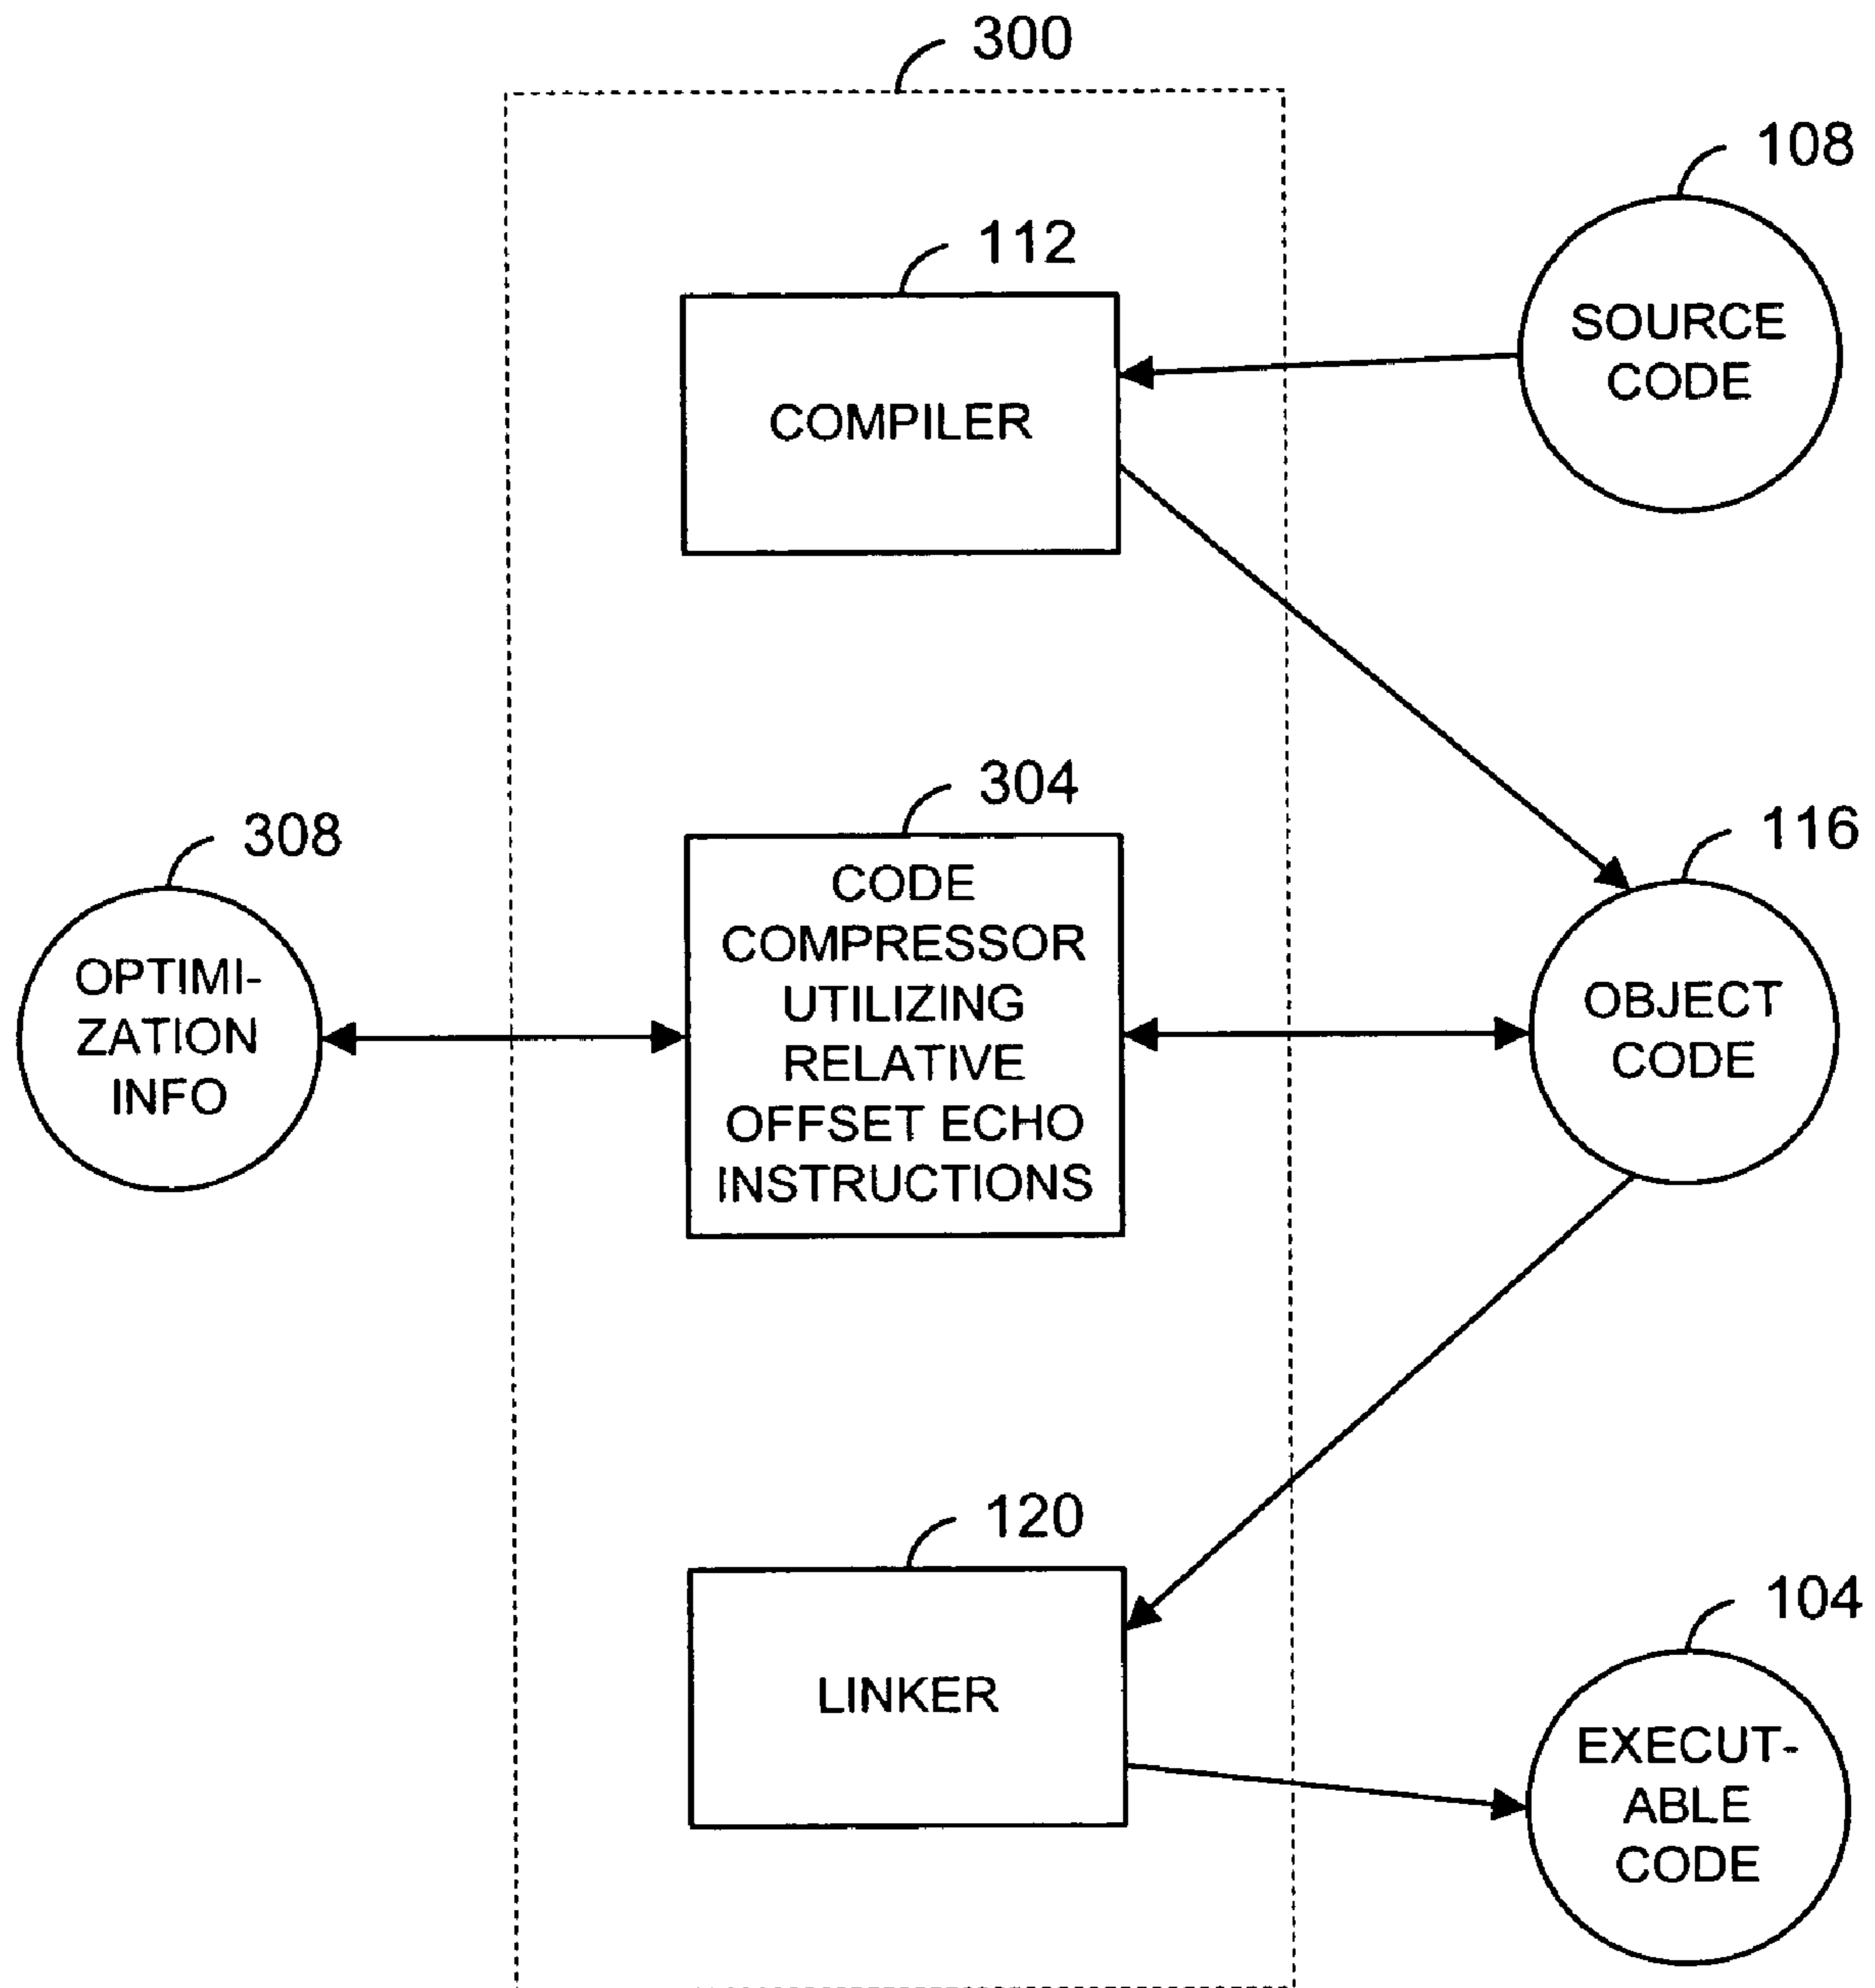 300
108
112
SOURCE
CODE
COMPILER
304
308
116
CODE
COMPRESSOR
UTILIZING
RELATIVE
OFFSET ECHO
INSTRUCTIONS
OPTIMI-
ZATION
INFO
OBJECT
CODE
120
104
LINKER
EXECUT-
ABLE
CODE